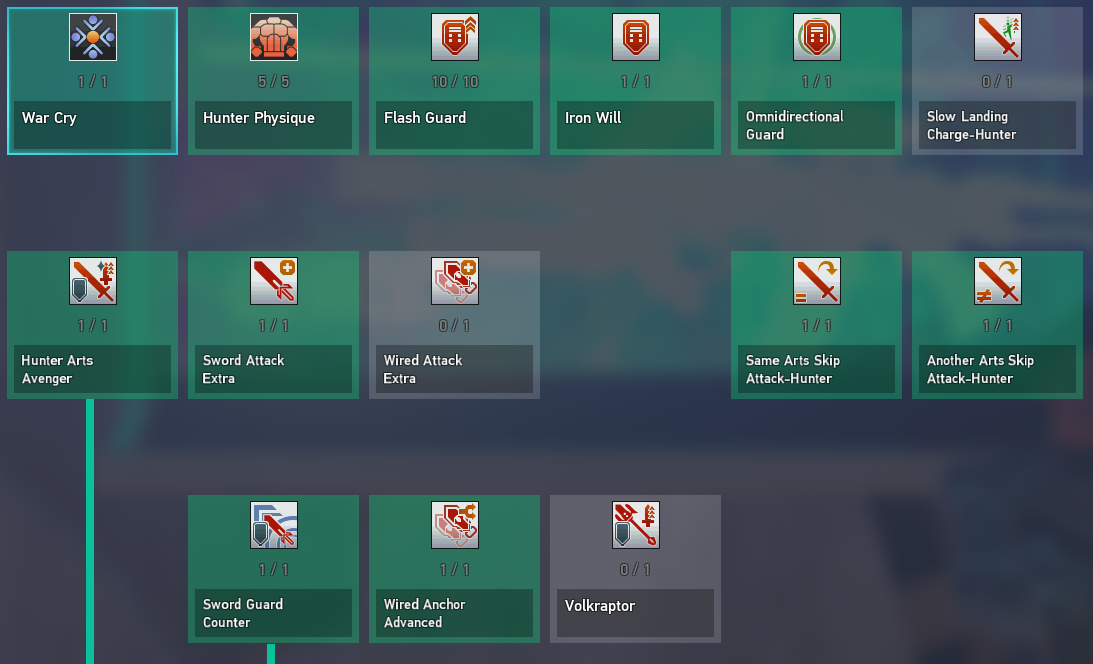 1 / 1
5 / 5
10 / 10
1 / 1
1 / 1
0 / 1
War Cry
Hunter Physique
Flash Guard
Iron Will
Omnidirectional
Guard
Slow Landing
Charge-Hunter
1 / 1
1 / 1
0 / 1
1 / 1
1 / 1
Hunter Arts
Avenger
Sword Attack
Extra
Wired Attack
Extra
Same Arts Skip
Attack-Hunter
Another Arts Skip
Attack-Hunter
1 / 1
1 / 1
0 / 1
Sword Guard
Counter
Wired Anchor
Advanced
Volkraptor